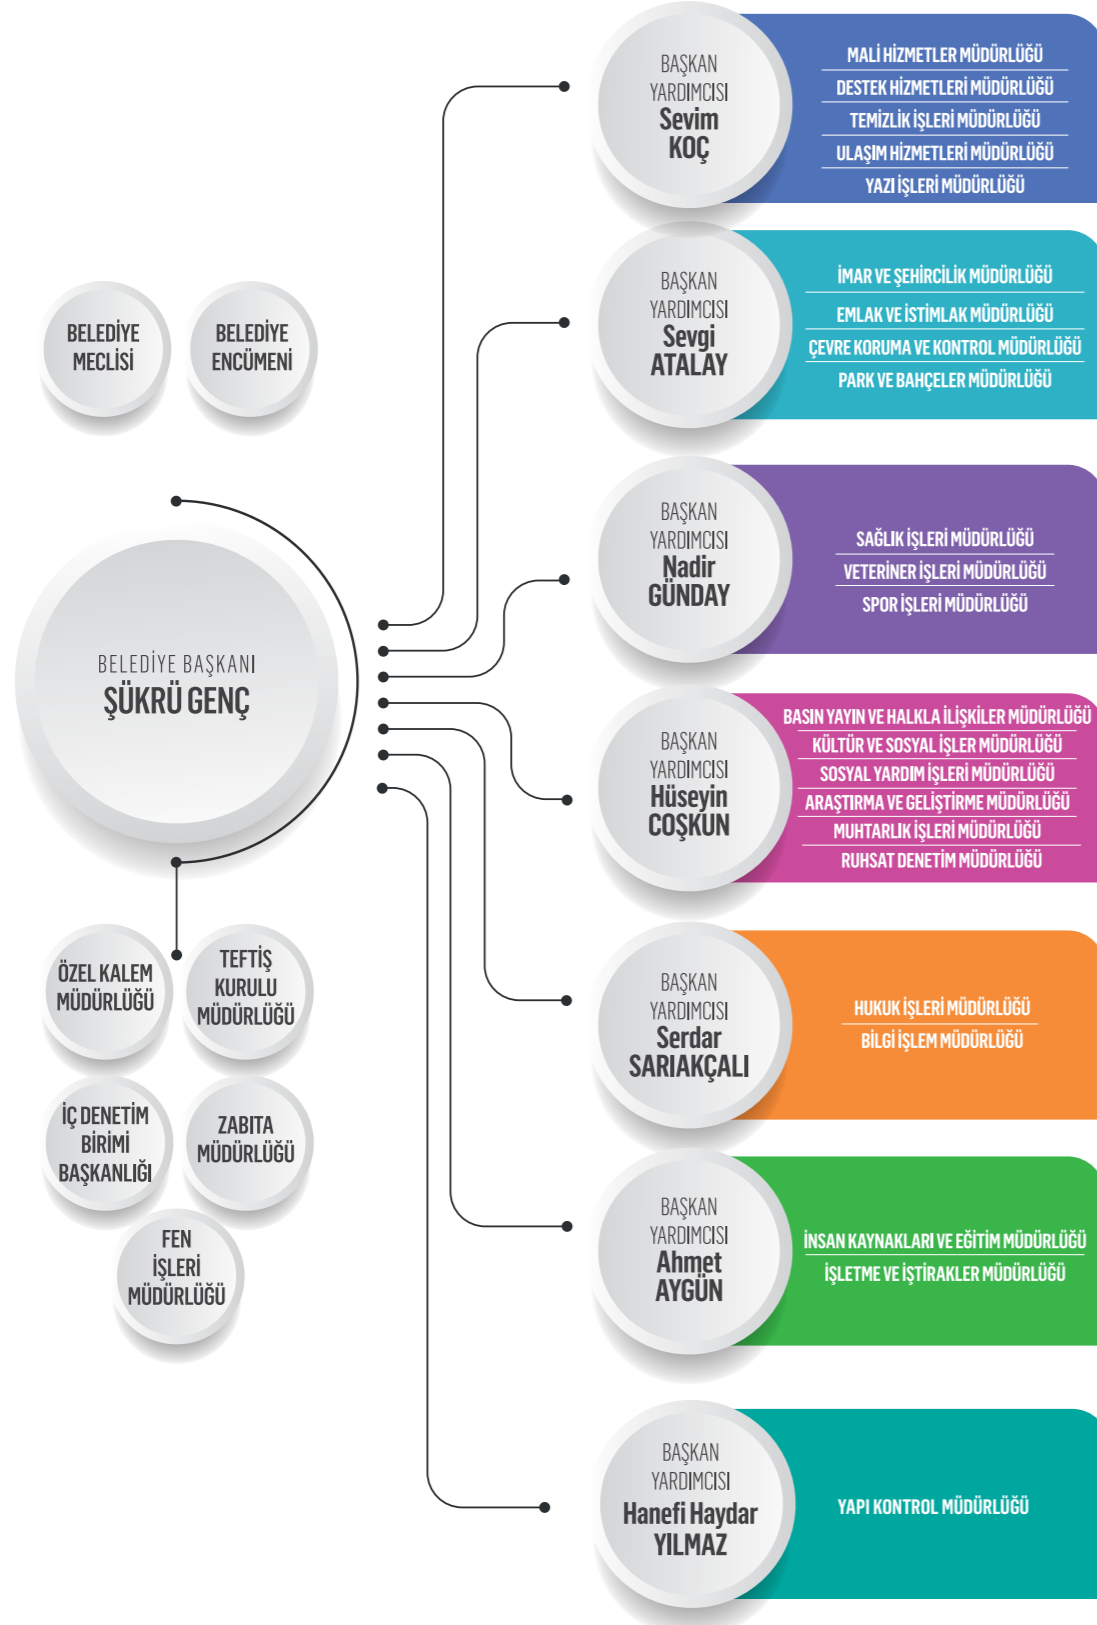 BELEDİYE
MECLİSİ
BELEDİYE
ENCÜMENİ
BELEDİYE BAŞKANI
ŞÜKRÜ GENÇ
ÖZEL KALEM
MÜDÜRLÜĞÜ
TEFTİŞ
KURULU
MÜDÜRLÜĞÜ
İÇ DENETİM
BİRİMİ
BAŞKANLIĞI
ZABITA
MÜDÜRLÜĞÜ
FEN
İŞLERİ
MÜDÜRLÜĞÜ
BAŞKAN
YARDIMCISI
Sevim
KOÇ
MALİ HİZMETLER MÜDÜRLÜĞÜ
DESTEK HİZMETLERİ MÜDÜRLÜĞÜ
TEMİZLİK İŞLERİ MÜDÜRLÜĞÜ
ULAŞIM HİZMETLERİ MÜDÜRLÜĞÜ
YAZI İŞLERİ MÜDÜRLÜĞÜ
BAŞKAN
YARDIMCISI
Sevgi
ATALAY
İMAR VE ŞEHİRCİLİK MÜDÜRLÜĞÜ
EMLAK VE İSTİMLAK MÜDÜRLÜĞÜ
ÇEVRE KORUMA VE KONTROL MÜDÜRLÜĞÜ
PARK VE BAHÇELER MÜDÜRLÜĞÜ
BAŞKAN
YARDIMCISI
Nadir
GÜNDAY
SAĞLIK İŞLERİ MÜDÜRLÜĞÜ
VETERİNER İŞLERİ MÜDÜRLÜĞÜ
SPOR İŞLERİ MÜDÜRLÜĞÜ
BAŞKAN
YARDIMCISI
Hüseyin
COŞKUN
BASIN YAYIN VE HALKLA İLİŞKİLER MÜDÜRLÜĞÜ
KÜLTÜR VE SOSYAL İŞLER MÜDÜRLÜĞÜ
SOSYAL YARDIM İŞLERİ MÜDÜRLÜĞÜ
ARAŞTIRMA VE GELİŞTİRME MÜDÜRLÜĞÜ
MUHTARLIK İŞLERİ MÜDÜRLÜĞÜ
RUHSAT DENETİM MÜDÜRLÜĞÜ
BAŞKAN
YARDIMCISI
Serdar
SARIAKÇALI
HUKUK İŞLERİ MÜDÜRLÜĞÜ
BİLGİ İŞLEM MÜDÜRLÜĞÜ
BAŞKAN
YARDIMCISI
Ahmet
AYGÜN
İNSAN KAYNAKLARI VE EĞİTİM MÜDÜRLÜĞÜ
İŞLETME VE İŞTİRAKLER MÜDÜRLÜĞÜ
BAŞKAN
YARDIMCISI
Hanefi Haydar
YILMAZ
YAPI KONTROL MÜDÜRLÜĞÜ